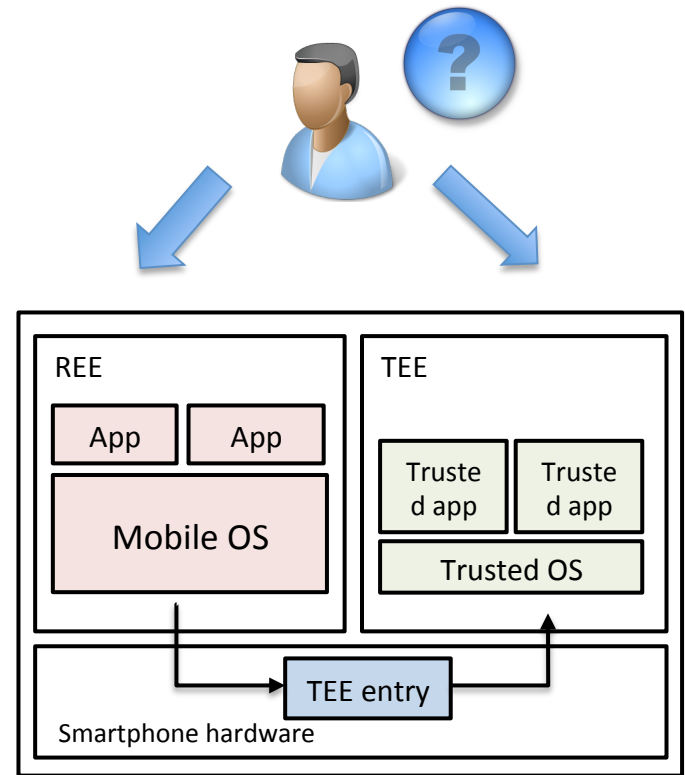 ?
REE
TEE
App
App
Mobile OS
Truste
d app
Truste
d app
Trusted OS
TEE entry
Smartphone hardware